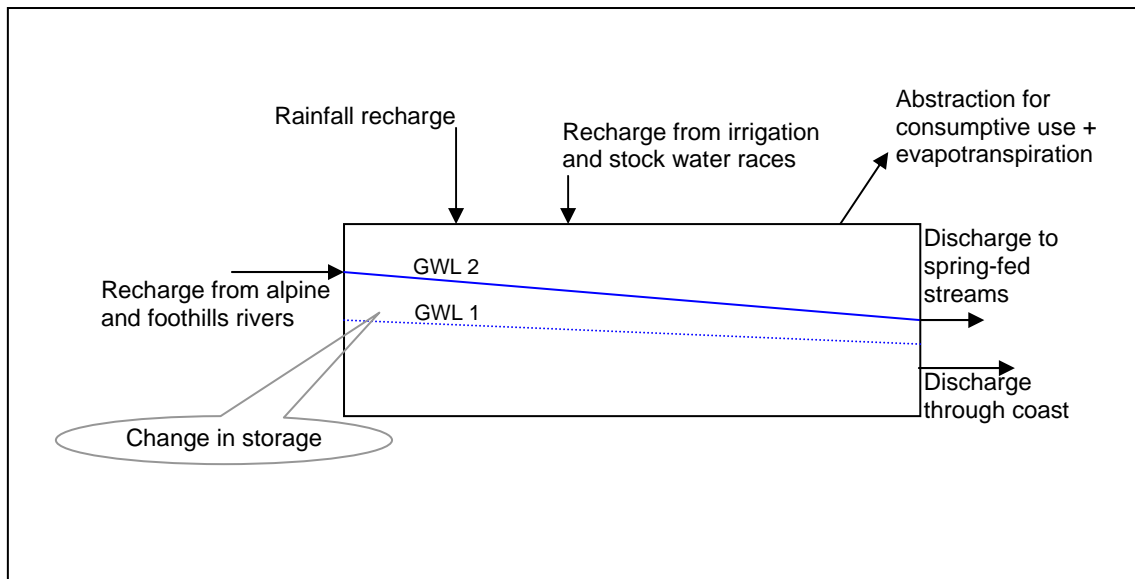 Rainfall recharge
Recharge from irrigation
and stock water races
Abstraction for
consumptive use +
evapotranspiration
Recharge from alpine
and foothills rivers
GWL 2
GWL 1
Discharge to
spring-fed
streams
Discharge
through coast
Change in storage